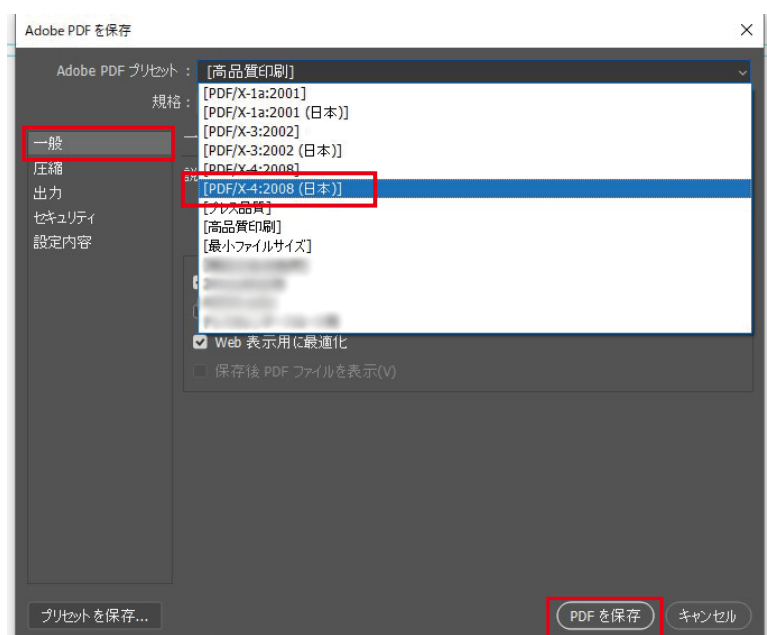 Adobe PDF を保存
Adobe PDF プリセット : [高品質印刷]
規格 :
[PDF/X-1a:2001]
[PDF/X-1a:2001 (日本)]
[PDF/X-3:2002]
[PDF/X-3:2002 (日本)]
[PDF/X-4:2008]
[PDF/X-4:2008 (日本)]
[プレス品質]
[高品質印刷]
[最小ファイルサイズ]
一般
圧縮
出力
セキュリティ
設定内容
Web 表示用に最適化
保存後 PDF ファイルを表示(V)
プリセットを保存...
PDF を保存
キャンセル